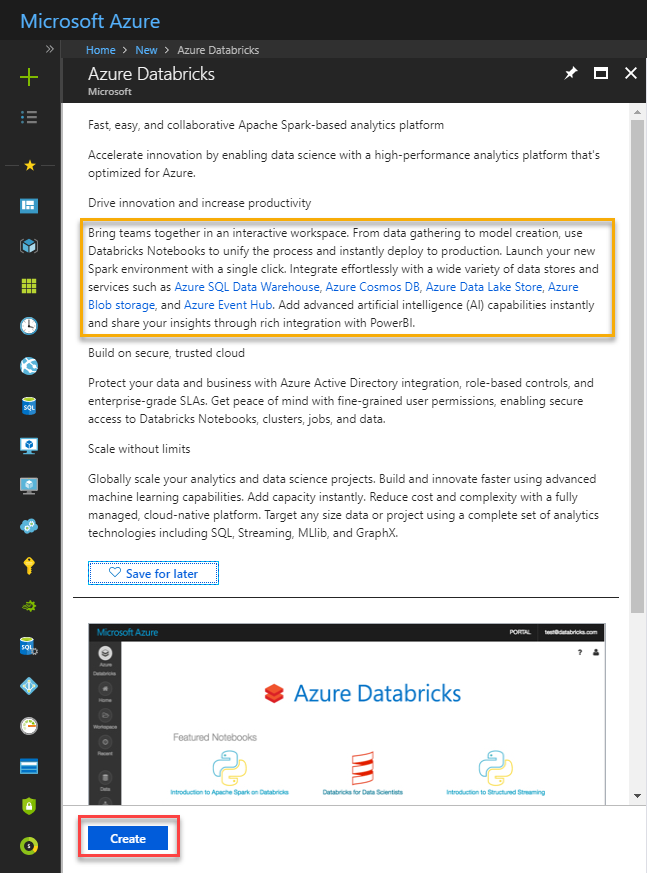 Microsoft Azure
Home > New > Azure Databricks
Azure Databricks
Microsoft
Fast, easy, and collaborative Apache Spark-based analytics platform
Accelerate innovation by enabling data science with a high-performance analytics platform that's
optimized for Azure.
Drive innovation and increase productivity
Bring teams together in an interactive workspace. From data gathering to model creation, use
Databricks Notebooks to unify the process and instantly deploy to production. Launch your new
Spark environment with a single click. Integrate effortlessly with a wide variety of data stores and
services such as Azure SQL Data Warehouse, Azure Cosmos DB, Azure Data Lake Store, Azure
Blob storage, and Azure Event Hub. Add advanced artificial intelligence (AI) capabilities instantly
and share your insights through rich integration with PowerBI.
Build on secure, trusted cloud
Protect your data and business with Azure Active Directory integration, role-based controls, and
enterprise-grade SLAs. Get peace of mind with fine-grained user permissions, enabling secure
access to Databricks Notebooks, clusters, jobs, and data.
Scale without limits
Globally scale your analytics and data science projects. Build and innovate faster using advanced
machine learning capabilities. Add capacity instantly. Reduce cost and complexity with a fully
managed, cloud-native platform. Target any size data or project using a complete set of analytics
technologies including SQL, Streaming, MLlib, and GraphX.
Save for later
Microsoft Azure
PORTAL
test@databricks.com
Azure
Databricks
Home
Workspace
Recent
Data
?
Azure Databricks
Featured Notebooks
Introduction to Apache Spark on Databricks
Databricks for Data Scientists
Introduction to Structured Streaming
Create
SQL
SQL